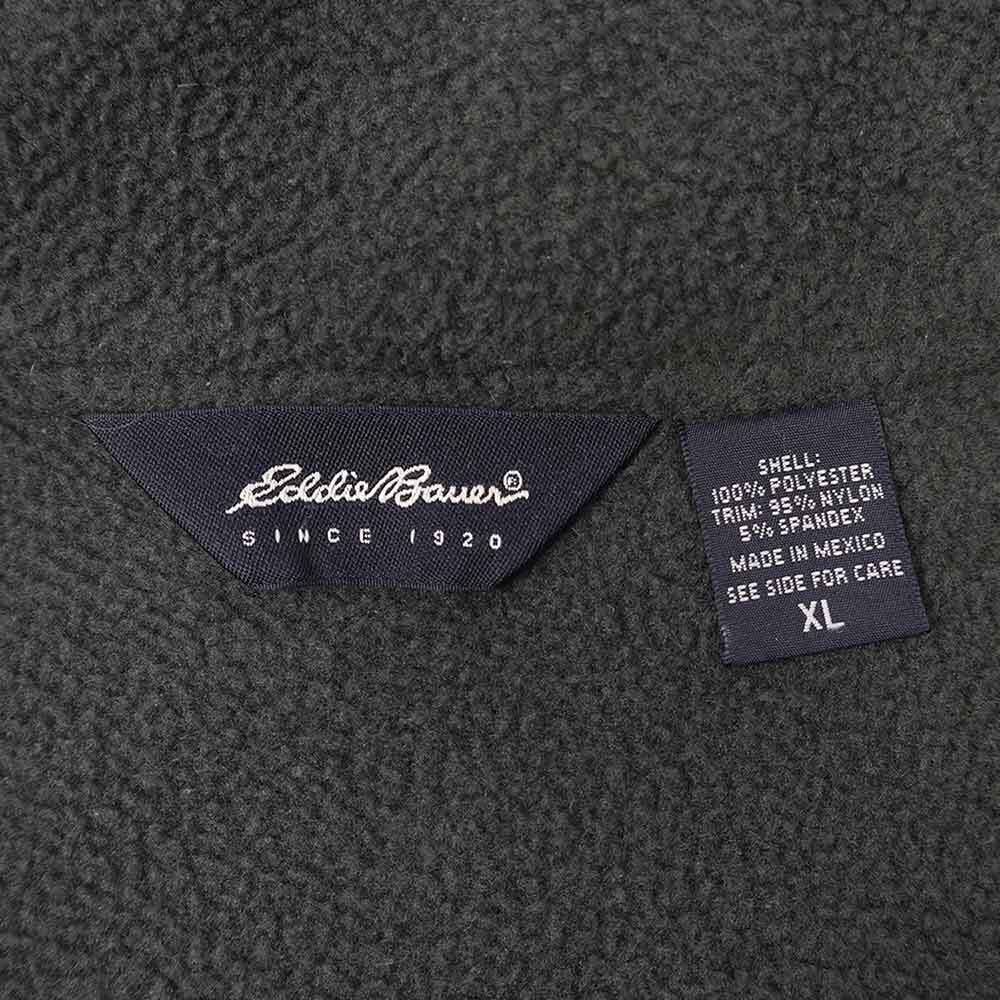 Eddie Bauer®
SINCE 1920
SHELL:
100% POLYESTER
TRIM: 95% NYLON
5% SPANDEX
MADE IN MEXICO
SEE SIDE FOR CARE
XL